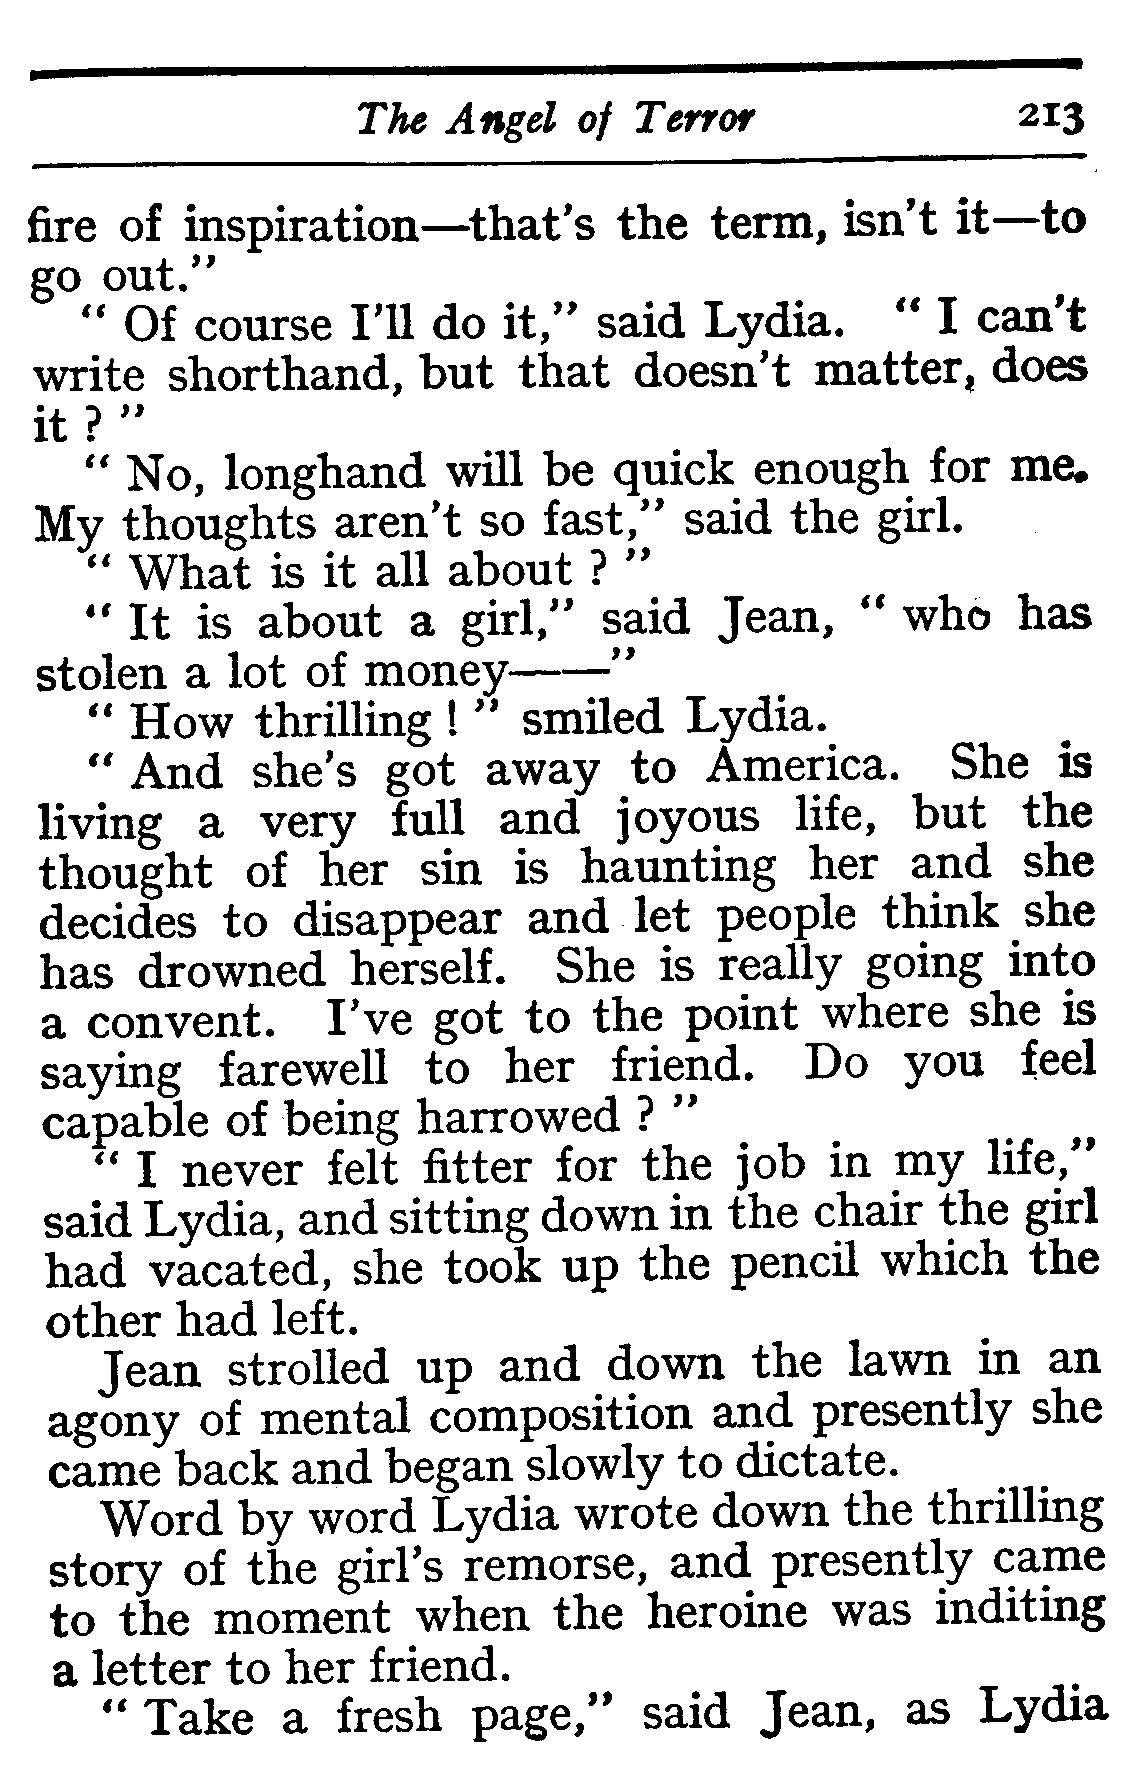 The Angel of Terror 213
fire of inspiration—that's the term, isn't it—to
go out."
" Of course I'll do it," said Lydia. " I can't
write shorthand, but that doesn't matter, does
it ? "
" No, longhand will be quick enough for me.
My thoughts aren't so fast," said the girl.
" What is it all about ? "
" It is about a girl," said Jean, " who has
stolen a lot of money——"
" How thrilling ! " smiled Lydia.
" And she's got away to America. She is
living a very full and joyous life, but the
thought of her sin is haunting her and she
decides to disappear and let people think she
has drowned herself. She is really going into
a convent. I've got to the point where she is
saying farewell to her friend. Do you feel
capable of being harrowed ? "
" I never felt fitter for the job in my life,"
said Lydia, and sitting down in the chair the girl
had vacated, she took up the pencil which the
other had left.
Jean strolled up and down the lawn in an
agony of mental composition and presently she
came back and began slowly to dictate.
Word by word Lydia wrote down the thrilling
story of the girl's remorse, and presently came
to the moment when the heroine was inditing
a letter to her friend.
" Take a fresh page," said Jean, as Lydia